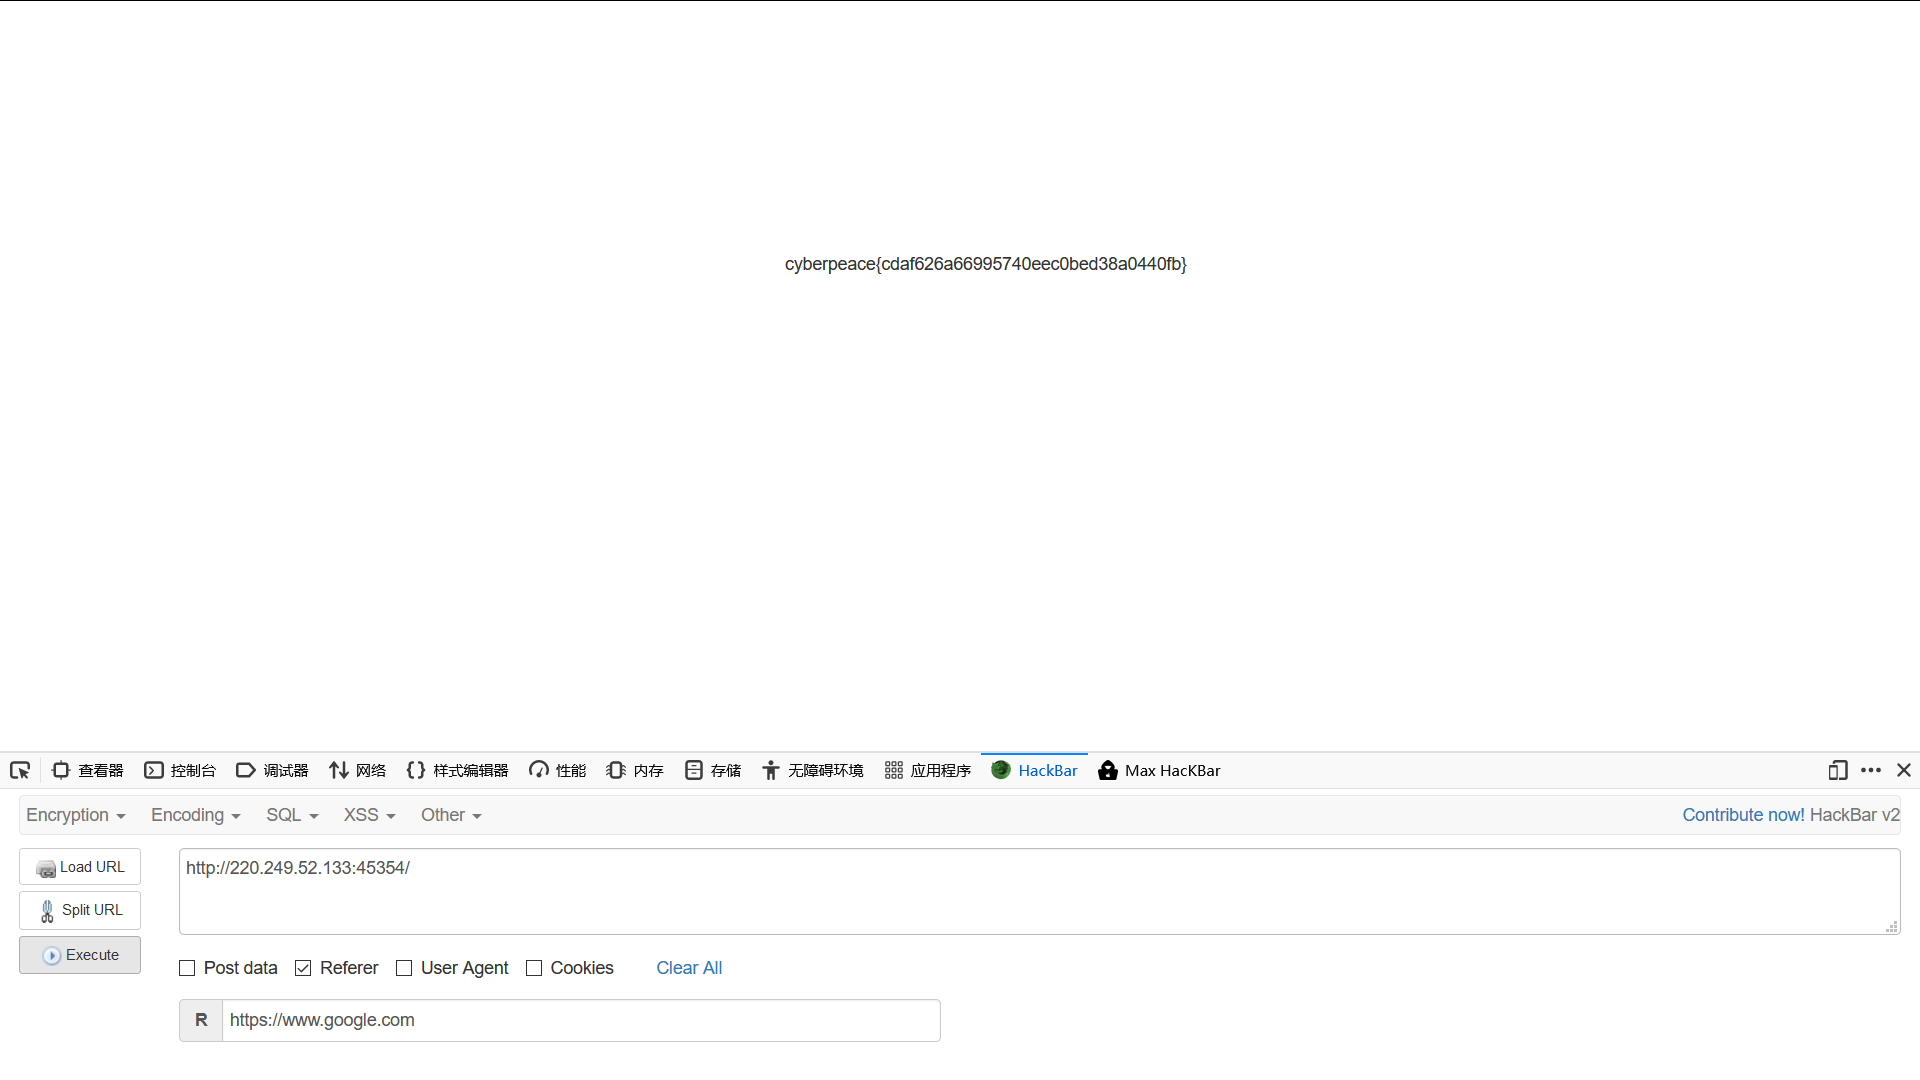 cyberpeace{cdaf626a66995740eec0bed38a0440fb}
查看器 控制台 调试器 网络 {} 样式编辑器 性能 内存 存储 无障碍环境 应用程序 HackBar Max HacKBar
Encryption Encoding SQL XSS Other Contribute now! HackBar v2
Load URL http://220.249.52.133:45354/
Split URL
Execute
Post data Referer User Agent Cookies Clear All
R https://www.google.com